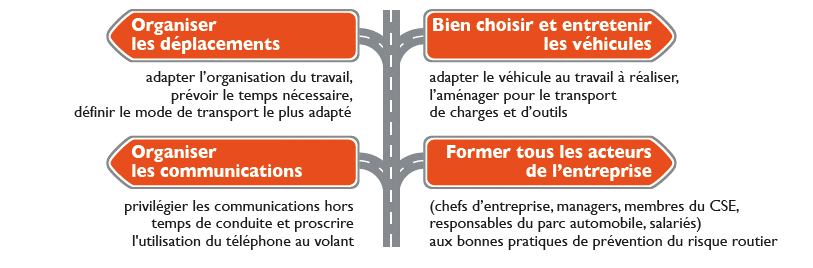 Organiser
les déplacements
adapter l’organisation du travail,
prévoir le temps nécessaire,
définir le mode de transport le plus adapté
Bien choisir et entretenir
les véhicules
adapter le véhicule au travail à réaliser,
l’aménager pour le transport
de charges et d’outils
Organiser
les communications
privilégier les communications hors
temps de conduite et proscrire
l'utilisation du téléphone au volant
Former tous les acteurs
de l’entreprise
(chefs d’entreprise, managers, membres du CSE,
responsables du parc automobile, salariés)
aux bonnes pratiques de prévention du risque routier